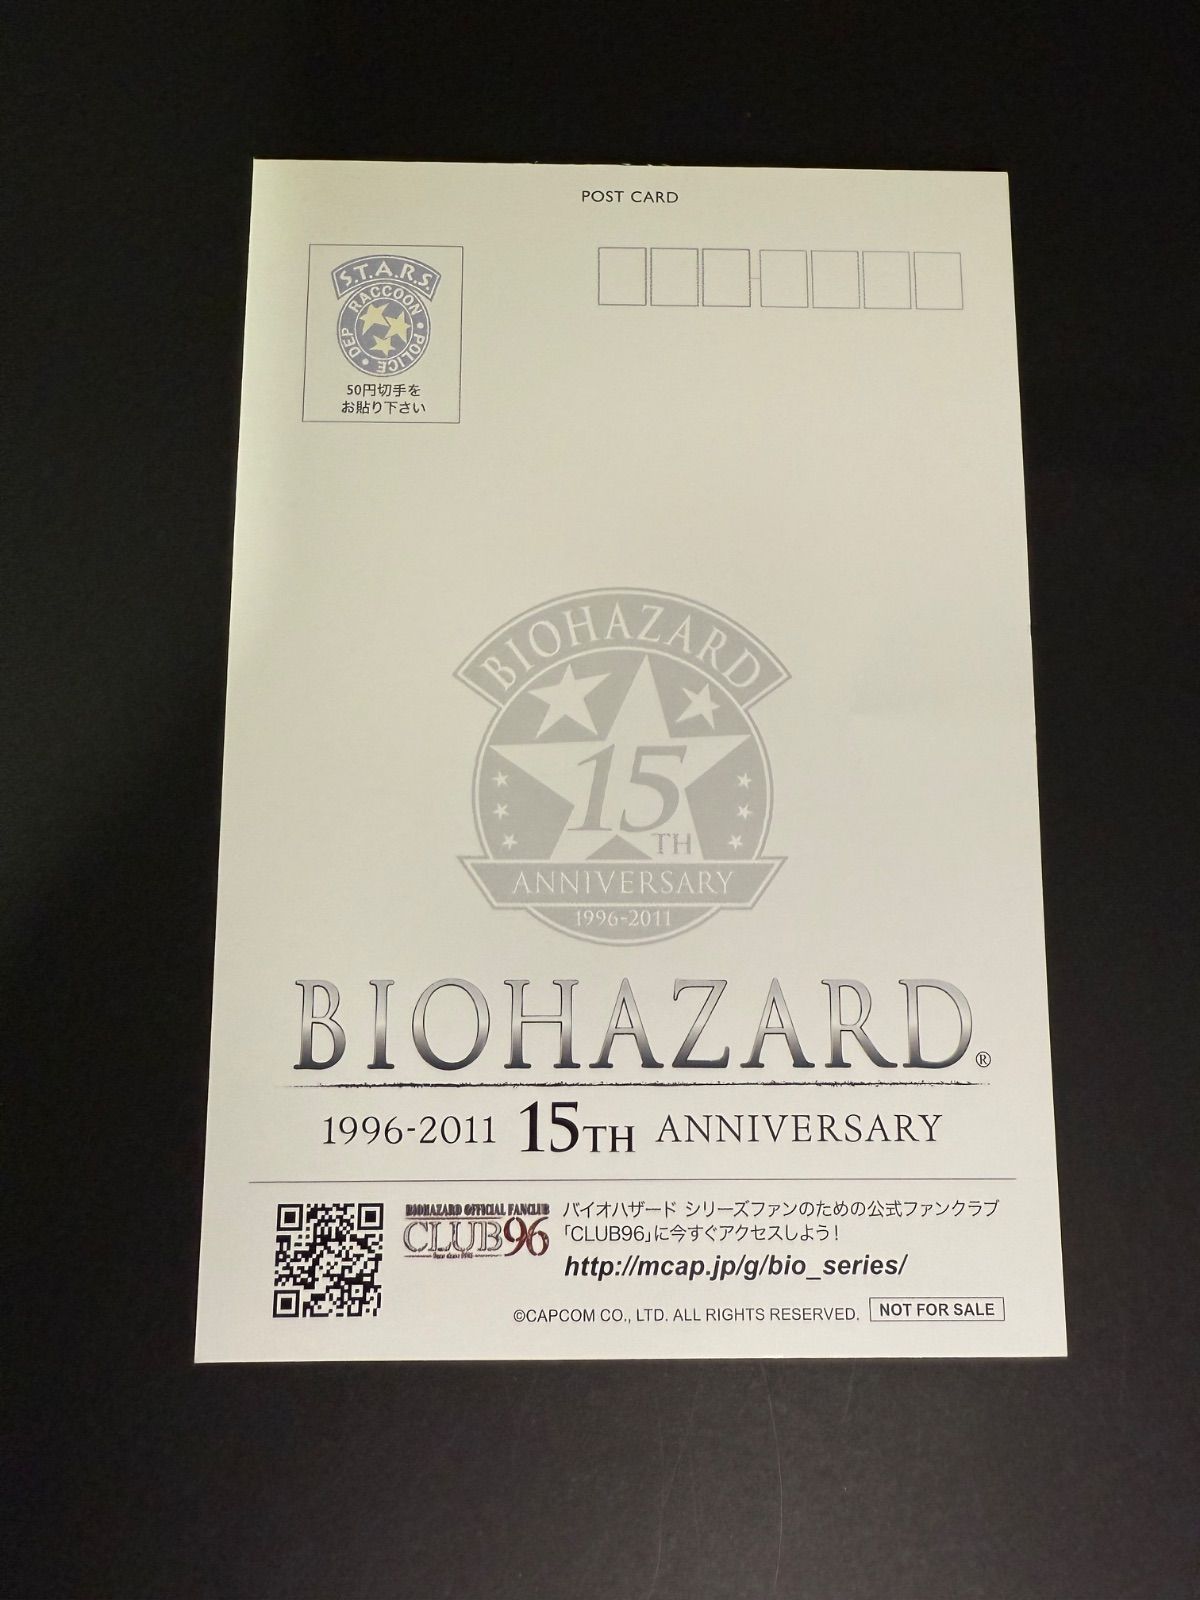 POST CARD
S.T.A.R.S.
RACCOON
POLICE
DEP
50円切手を
お貼り下さい
BIOHAZARD
15TH
ANNIVERSARY
1996-2011
BIOHAZARD®
1996-2011 15TH ANNIVERSARY
BIOHAZARD OFFICIAL FANCLUB
CLUB96
バイオハザード シリーズファンのための公式ファンクラブ
「CLUB96」に今すぐアクセスしよう!
http://mcap.jp/g/bio_series/
©CAPCOM CO., LTD. ALL RIGHTS RESERVED.
NOT FOR SALE